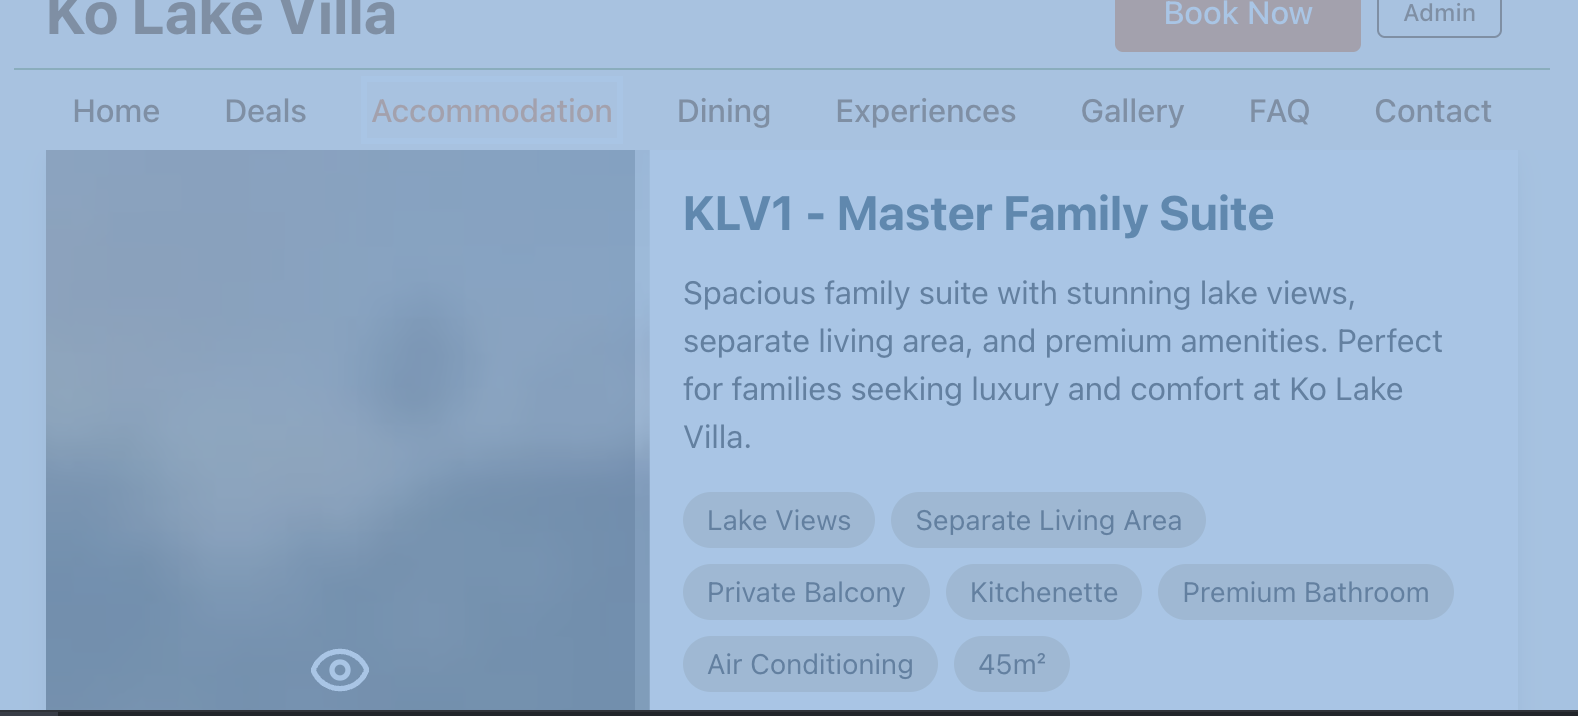 Ko Lake Villa
Book Now
Admin
Home
Deals
Accommodation
Dining
Experiences
Gallery
FAQ
Contact
KLV1 - Master Family Suite
Spacious family suite with stunning lake views,
separate living area, and premium amenities. Perfect
for families seeking luxury and comfort at Ko Lake
Villa.
Lake Views
Separate Living Area
Private Balcony
Kitchenette
Premium Bathroom
Air Conditioning
45m²